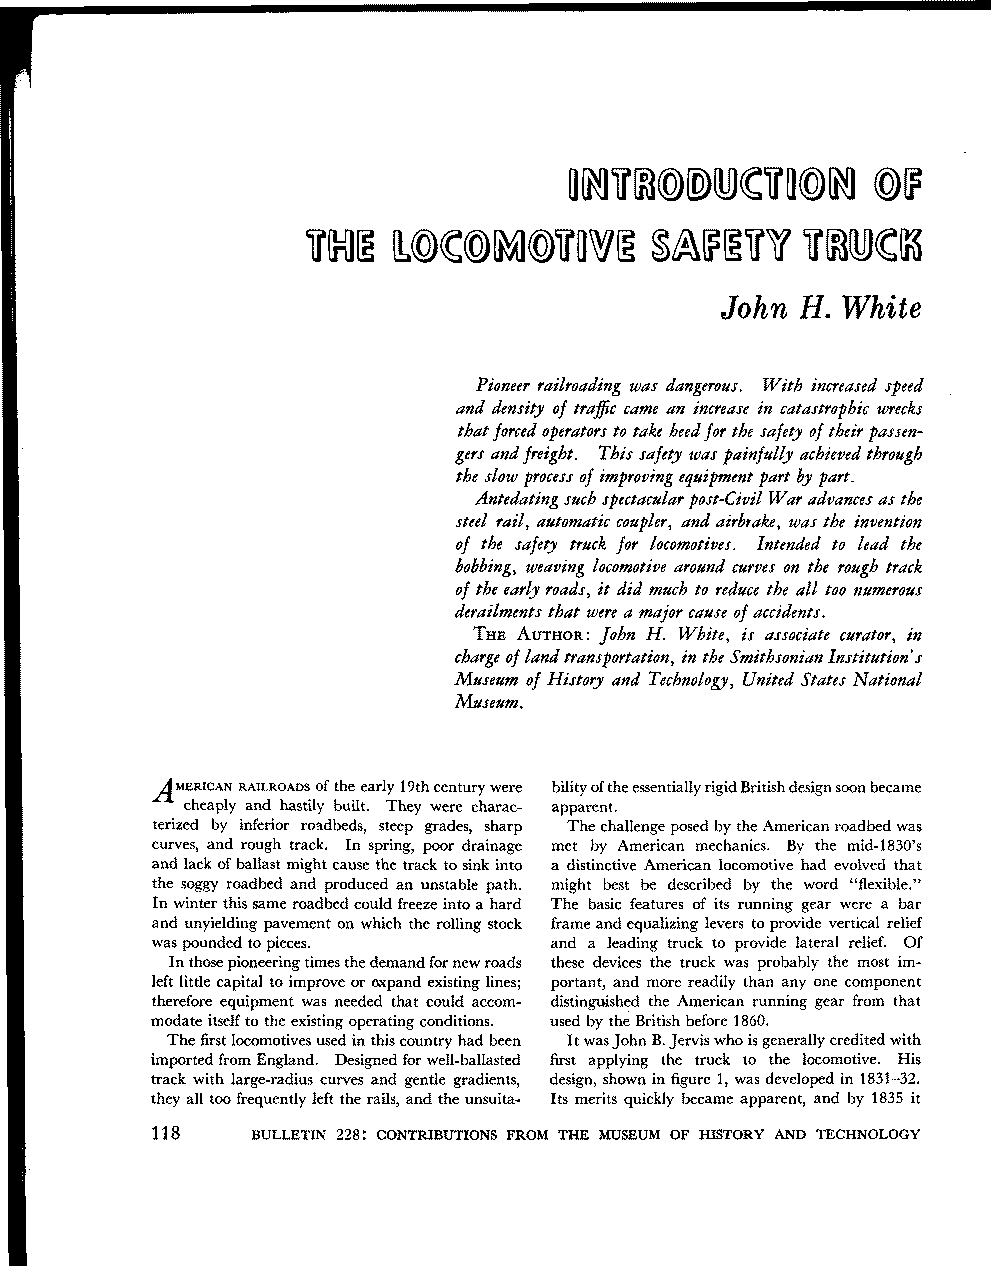 INTRODUCTION OF
THE LOCOMOTIVE SAFETY TRUCK
John H. White
Pioneer railroading was dangerous. With increased speed
and density of traffic came an increase in catastrophic wrecks
that forced operators to take heed for the safety of their passen-
gers and freight. This safety was painfully achieved through
the slow process of improving equipment part by part.
Antedating such spectacular post-Civil War advances as the
steel rail, automatic coupler, and airbrake, was the invention
of the safety truck for locomotives. Intended to lead the
bobbing, weaving locomotive around curves on the rough track
of the early roads, it did much to reduce the all too numerous
derailments that were a major cause of accidents.
THE AUTHOR: John H. White, is associate curator, in
charge of land transportation, in the Smithsonian Institution's
Museum of History and Technology, United States National
Museum.
AMERICAN RAILROADS of the early 19th century were
cheaply and hastily built. They were charac-
terized by inferior roadbeds, steep grades, sharp
curves, and rough track. In spring, poor drainage
and lack of ballast might cause the track to sink into
the soggy roadbed and produced an unstable path.
In winter this same roadbed could freeze into a hard
and unyielding pavement on which the rolling stock
was pounded to pieces.
In those pioneering times the demand for new roads
left little capital to improve or expand existing lines;
therefore equipment was needed that could accom-
modate itself to the existing operating conditions.
The first locomotives used in this country had been
imported from England. Designed for well-ballasted
track with large-radius curves and gentle gradients,
they all too frequently left the rails, and the unsuita-
bility of the essentially rigid British design soon became
apparent.
The challenge posed by the American roadbed was
met by American mechanics. By the mid-1830's
a distinctive American locomotive had evolved that
might best be described by the word "flexible."
The basic features of its running gear were a bar
frame and equalizing levers to provide vertical relief
and a leading truck to provide lateral relief. Of
these devices the truck was probably the most im-
portant, and more readily than any one component
distinguished the American running gear from that
used by the British before 1860.
It was John B. Jervis who is generally credited with
first applying the truck to the locomotive. His
design, shown in figure 1, was developed in 1831–32.
Its merits quickly became apparent, and by 1835 it
118 BULLETIN 228: CONTRIBUTIONS FROM THE MUSEUM OF HISTORY AND TECHNOLOGY